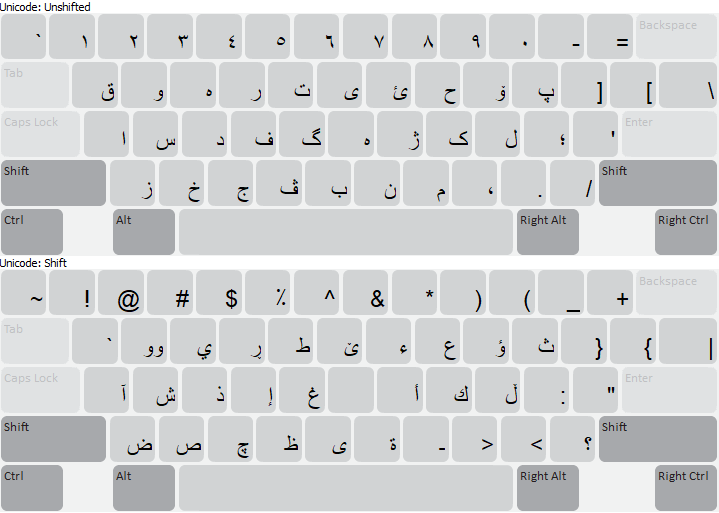 Unicode: Unshifted
` ١ ٢ ٣ ٤ ٥ ٦ ٧ ٨ ٩ ٠ - = Backspace
Tab ق و ە ر ت ی ئ ح ۆ پ ] [ \
Caps Lock ا س د ف گ ه ژ ک ل ؛ ' Enter
Shift ز خ ج ڤ ب ن م ، . / Shift
Ctrl Alt Right Alt Right Ctrl
Unicode: Shift
~ ! @ # $ ٪ ^ & * ) ( _ + Backspace
Tab ` وو ي ڕ ط ێ ء ع ؤ ث } { |
Caps Lock آ ش ذ إ غ أ ك ڵ : " Enter
Shift ض ص چ ظ ى ة ـ > < ؟ Shift
Ctrl Alt Right Alt Right Ctrl